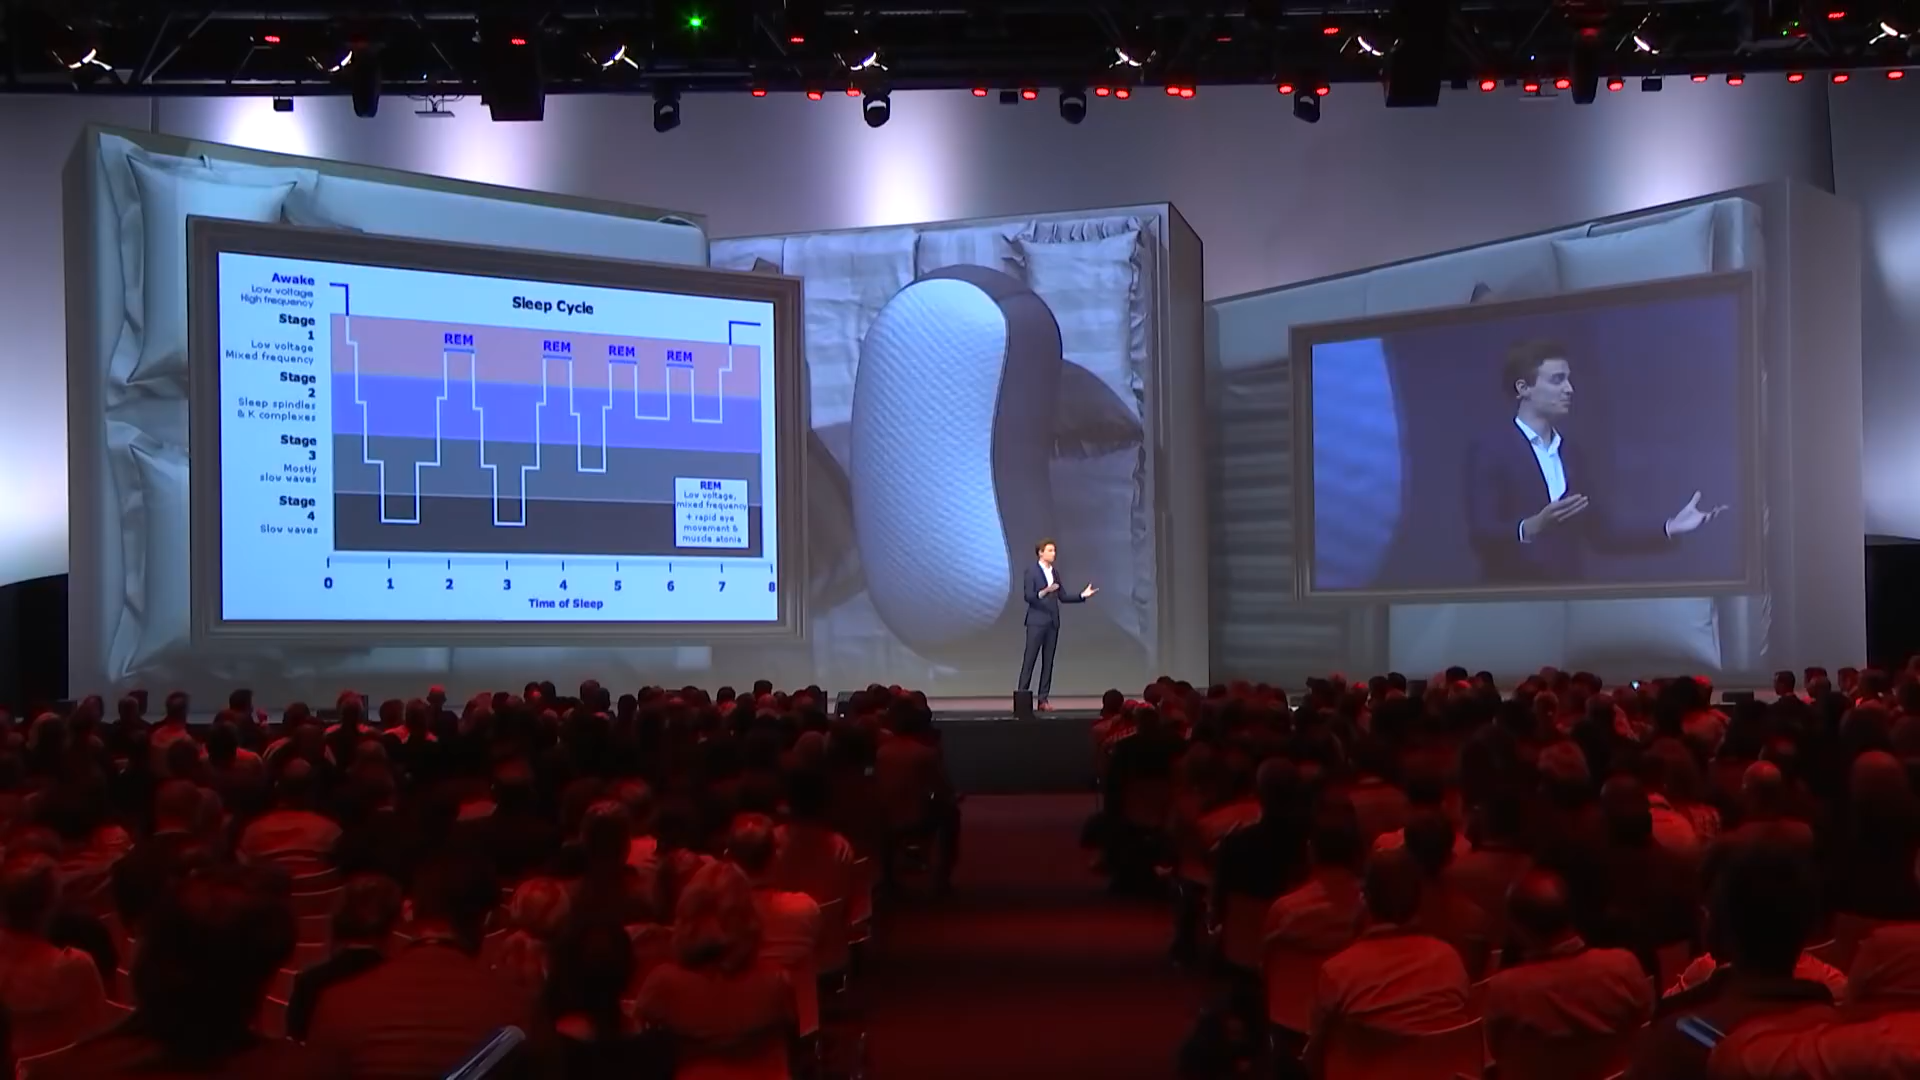 Awake
Low voltage
High frequency
Sleep Cycle
Stage
1
Low voltage
Mixed frequency
REM
REM
REM
REM
Stage
2
Sleep spindles
& K complexes
Stage
3
Mostly
slow waves
Stage
4
Slow waves
REM
Low voltage,
mixed frequency
+ rapid eye
movement &
muscle atonia
0 1 2 3 4 5 6 7 8
Time of Sleep